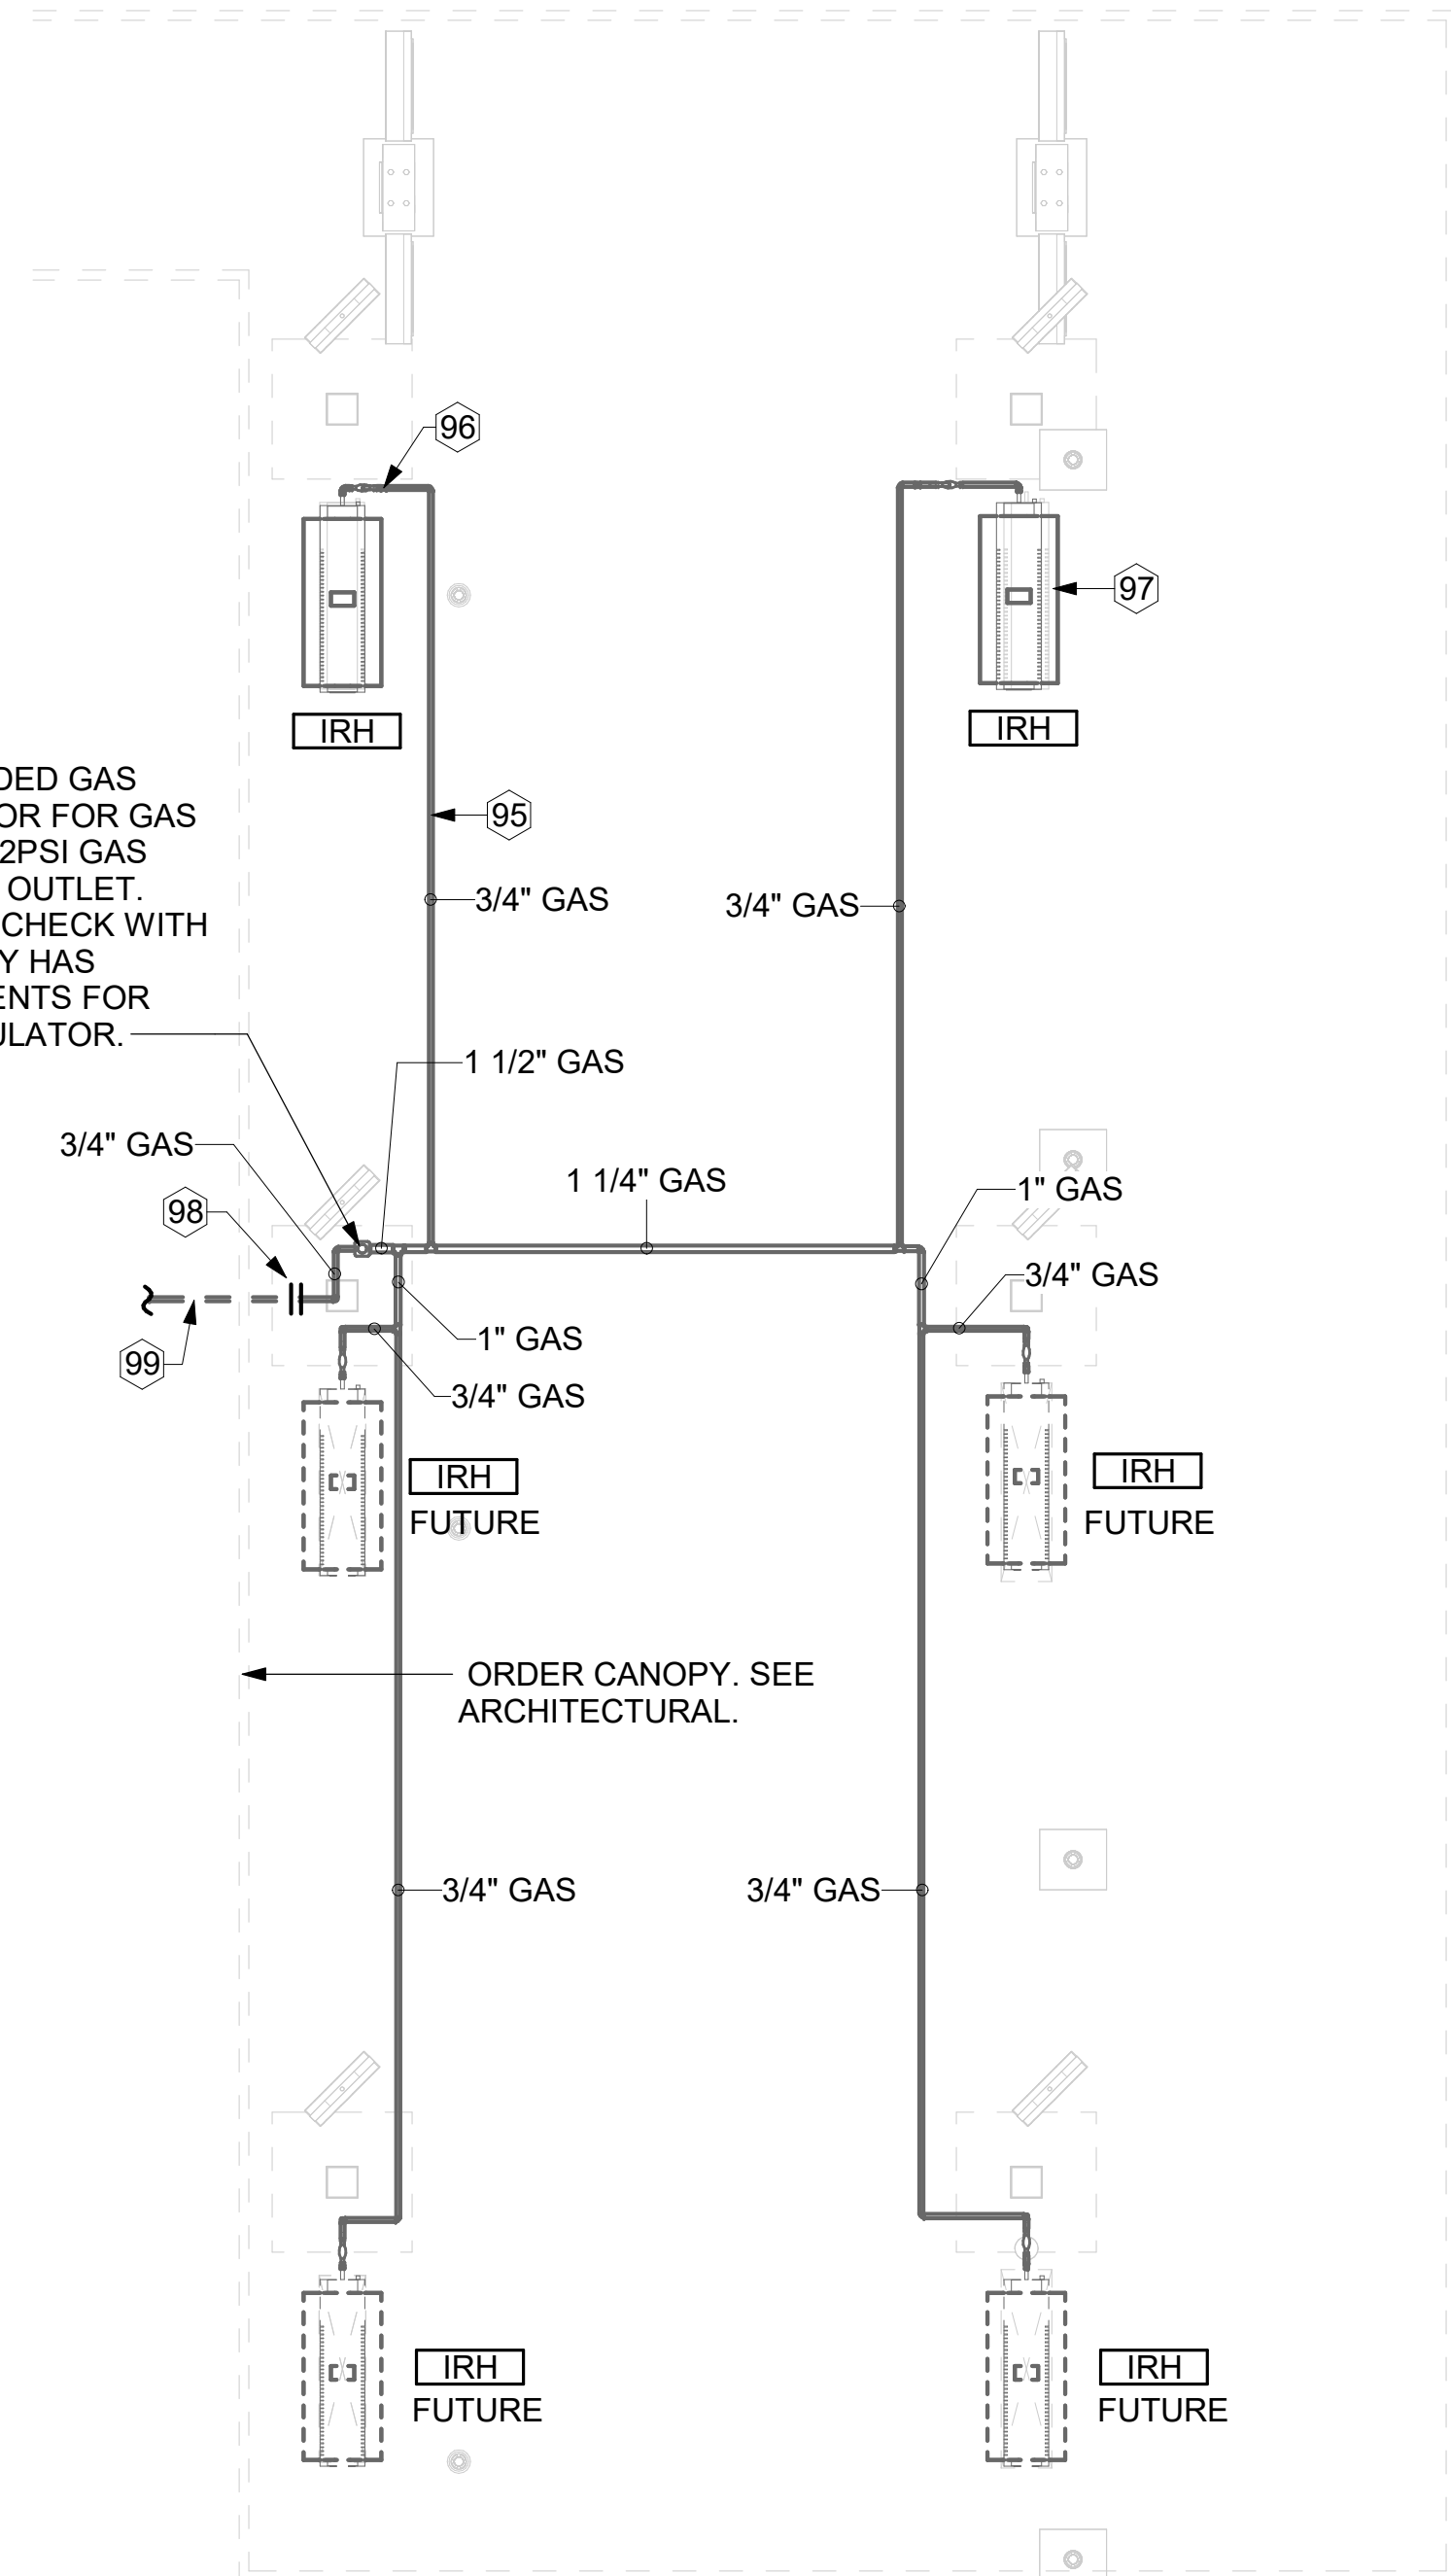 96
97
IRH
IRH
GAS
OR FOR GAS
2PSI GAS
OUTLET.
CHECK WITH
HAS
FOR
95
3/4" GAS
3/4" GAS
1 1/2" GAS
3/4" GAS
1 1/4" GAS
1" GAS
98
3/4" GAS
1" GAS
99
3/4" GAS
IRH
FUTURE
IRH
FUTURE
ORDER CANOPY. SEE
ARCHITECTURAL.
3/4" GAS
3/4" GAS
IRH
FUTURE
IRH
FUTURE